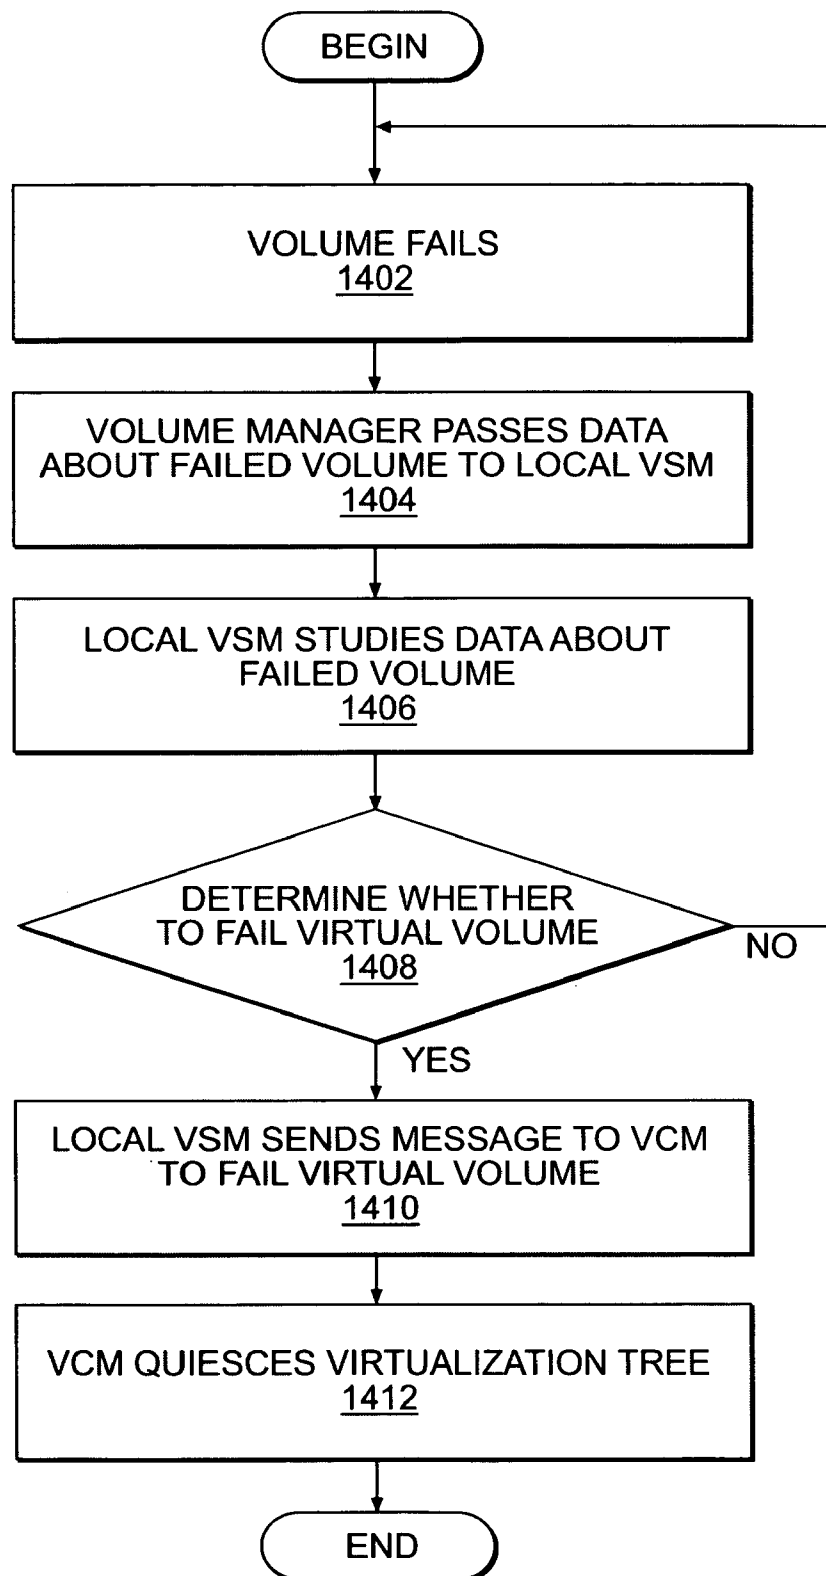 BEGIN
VOLUME FAILS
1402
VOLUME MANAGER PASSES DATA
ABOUT FAILED VOLUME TO LOCAL VSM
1404
LOCAL VSM STUDIES DATA ABOUT
FAILED VOLUME
1406
DETERMINE WHETHER
TO FAIL VIRTUAL VOLUME
1408
NO
YES
LOCAL VSM SENDS MESSAGE TO VCM
TO FAIL VIRTUAL VOLUME
1410
VCM QUIESCES VIRTUALIZATION TREE
1412
END